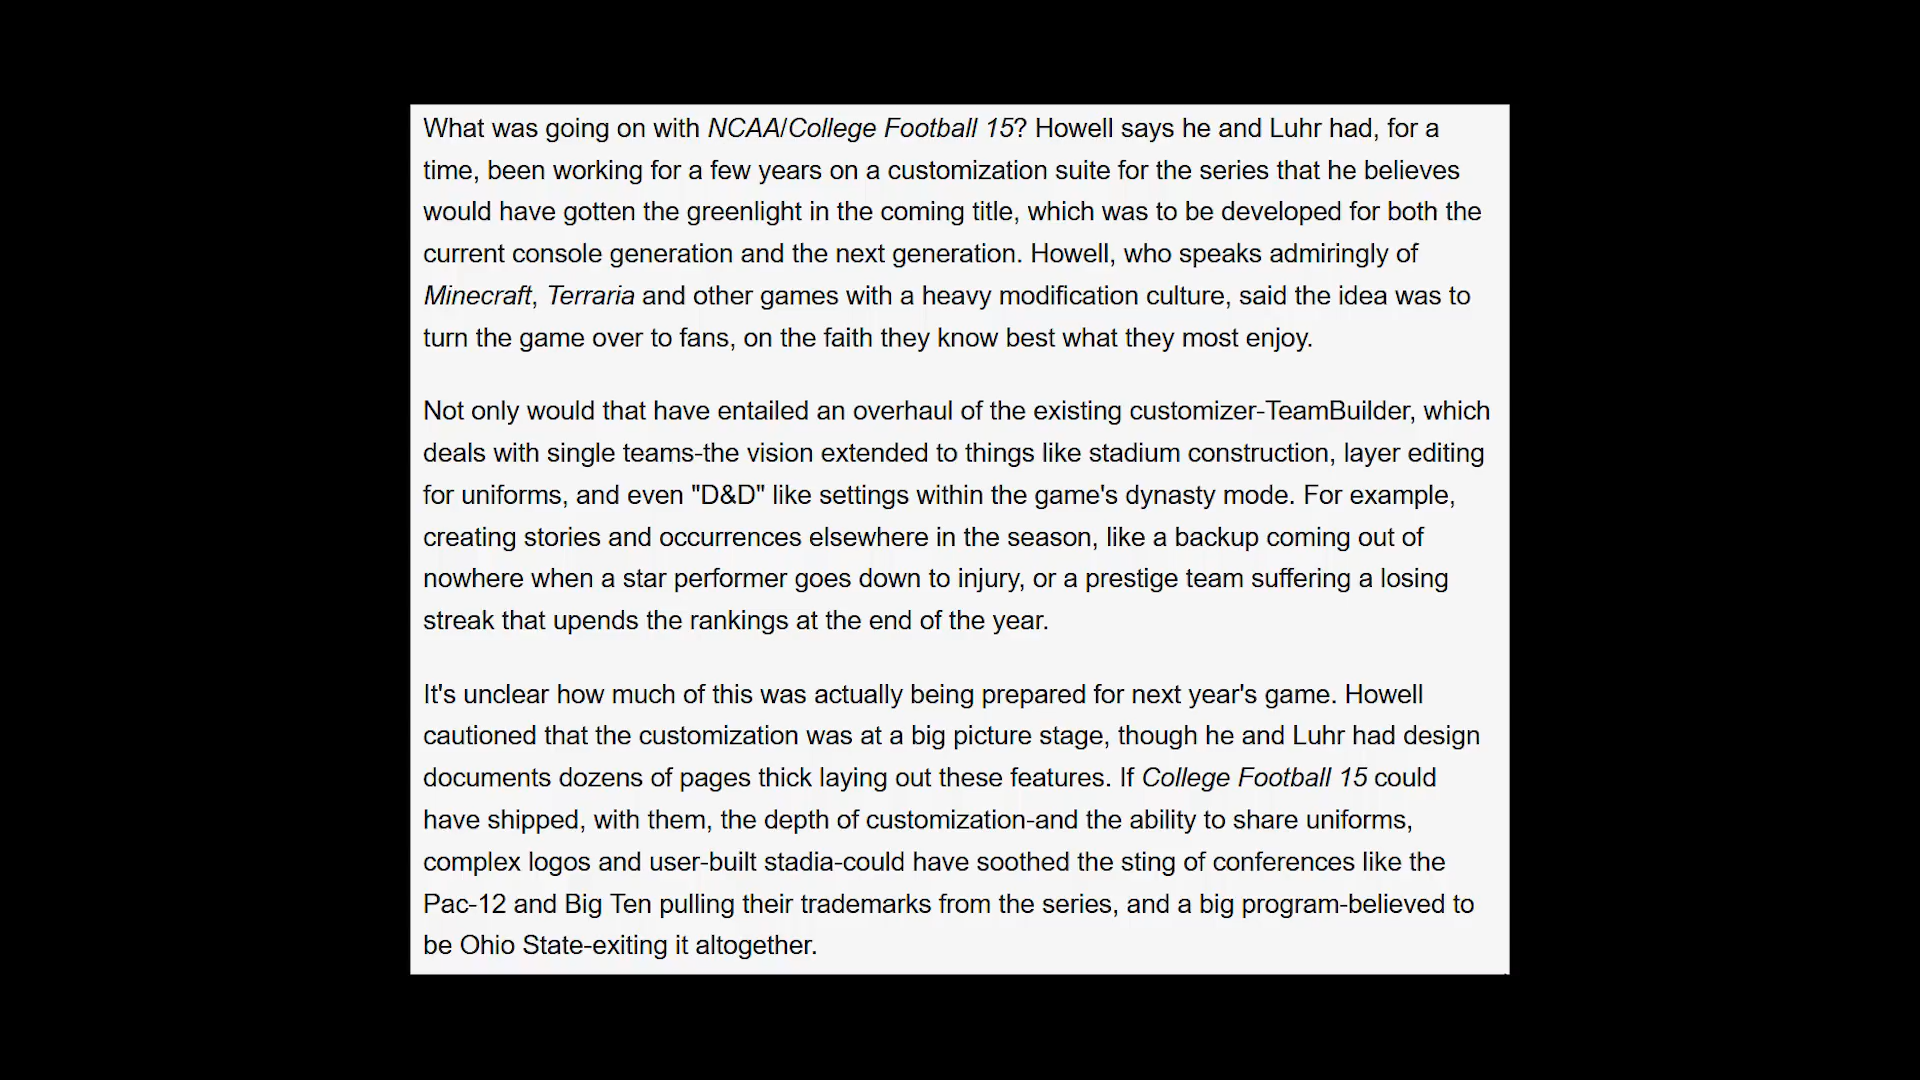 What was going on with NCAA/College Football 15? Howell says he and Luhr had, for a
time, been working for a few years on a customization suite for the series that he believes
would have gotten the greenlight in the coming title, which was to be developed for both the
current console generation and the next generation. Howell, who speaks admiringly of
Minecraft, Terraria and other games with a heavy modification culture, said the idea was to
turn the game over to fans, on the faith they know best what they most enjoy.
Not only would that have entailed an overhaul of the existing customizer-TeamBuilder, which
deals with single teams-the vision extended to things like stadium construction, layer editing
for uniforms, and even "D&D" like settings within the game's dynasty mode. For example,
creating stories and occurrences elsewhere in the season, like a backup coming out of
nowhere when a star performer goes down to injury, or a prestige team suffering a losing
streak that upends the rankings at the end of the year.
It's unclear how much of this was actually being prepared for next year's game. Howell
cautioned that the customization was at a big picture stage, though he and Luhr had design
documents dozens of pages thick laying out these features. If College Football 15 could
have shipped, with them, the depth of customization-and the ability to share uniforms,
complex logos and user-built stadia-could have soothed the sting of conferences like the
Pac-12 and Big Ten pulling their trademarks from the series, and a big program-believed to
be Ohio State-exiting it altogether.